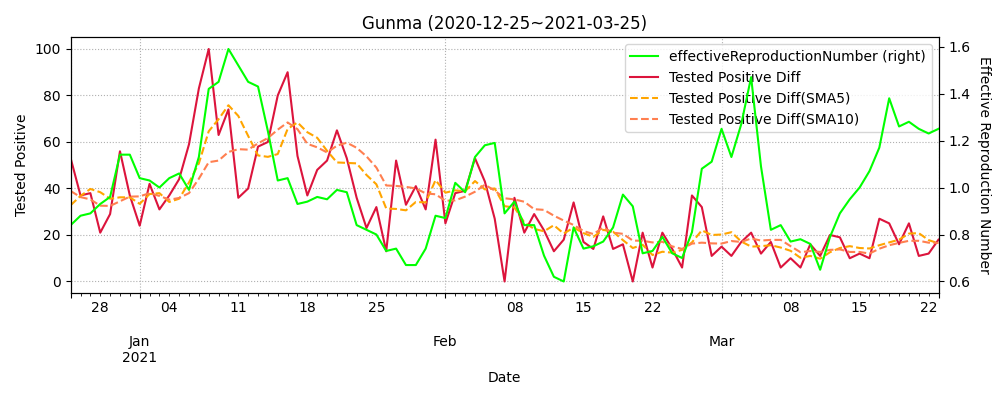 Gunma (2020-12-25~2021-03-25)
effectiveReproductionNumber (right)
Tested Positive Diff
Tested Positive Diff(SMA5)
Tested Positive Diff(SMA10)
Tested Positive
100
80
60
40
20
0
1.6
1.4
1.2
1.0
0.8
0.6
Effective Reproduction Number
28 04 11 18 25 08 15 22 08 15 22
Jan Feb Mar
2021
Date